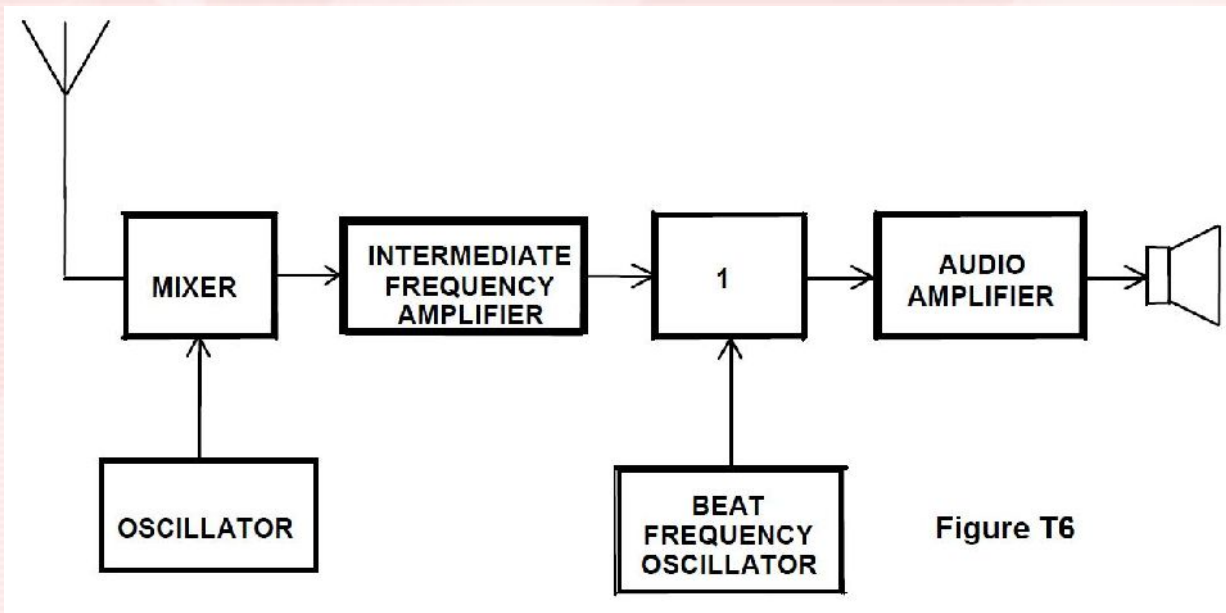 MIXER
INTERMEDIATE
FREQUENCY
AMPLIFIER
1
AUDIO
AMPLIFIER
OSCILLATOR
BEAT
FREQUENCY
OSCILLATOR
Figure T6